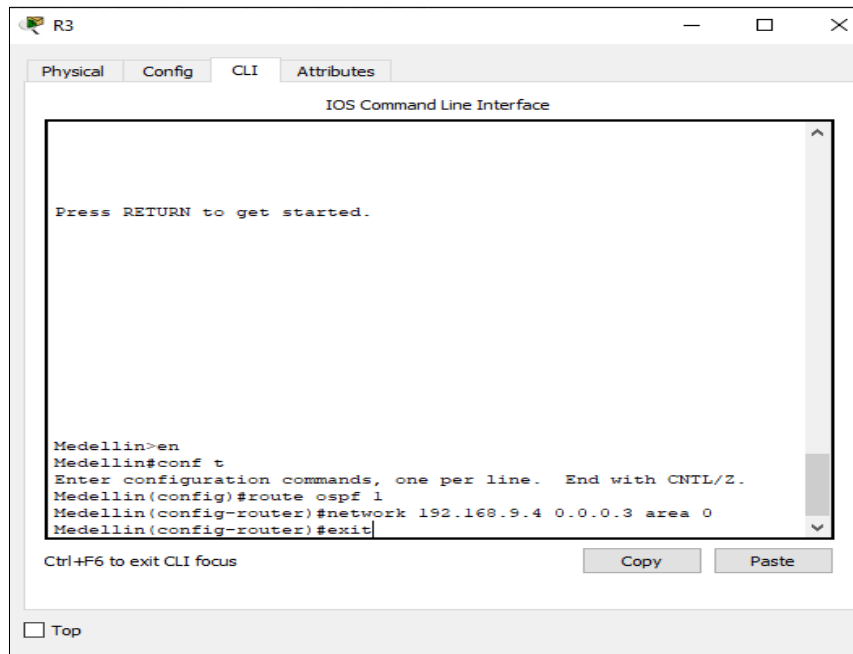 R3
Physical Config CLI Attributes
IOS Command Line Interface
Press RETURN to get started.
Medellin>en
Medellin#conf t
Enter configuration commands, one per line.  End with CNTL/Z.
Medellin(config)#route ospf 1
Medellin(config-router)#network 192.168.9.4 0.0.0.3 area 0
Medellin(config-router)#exit
Ctrl+F6 to exit CLI focus
Copy Paste
Top